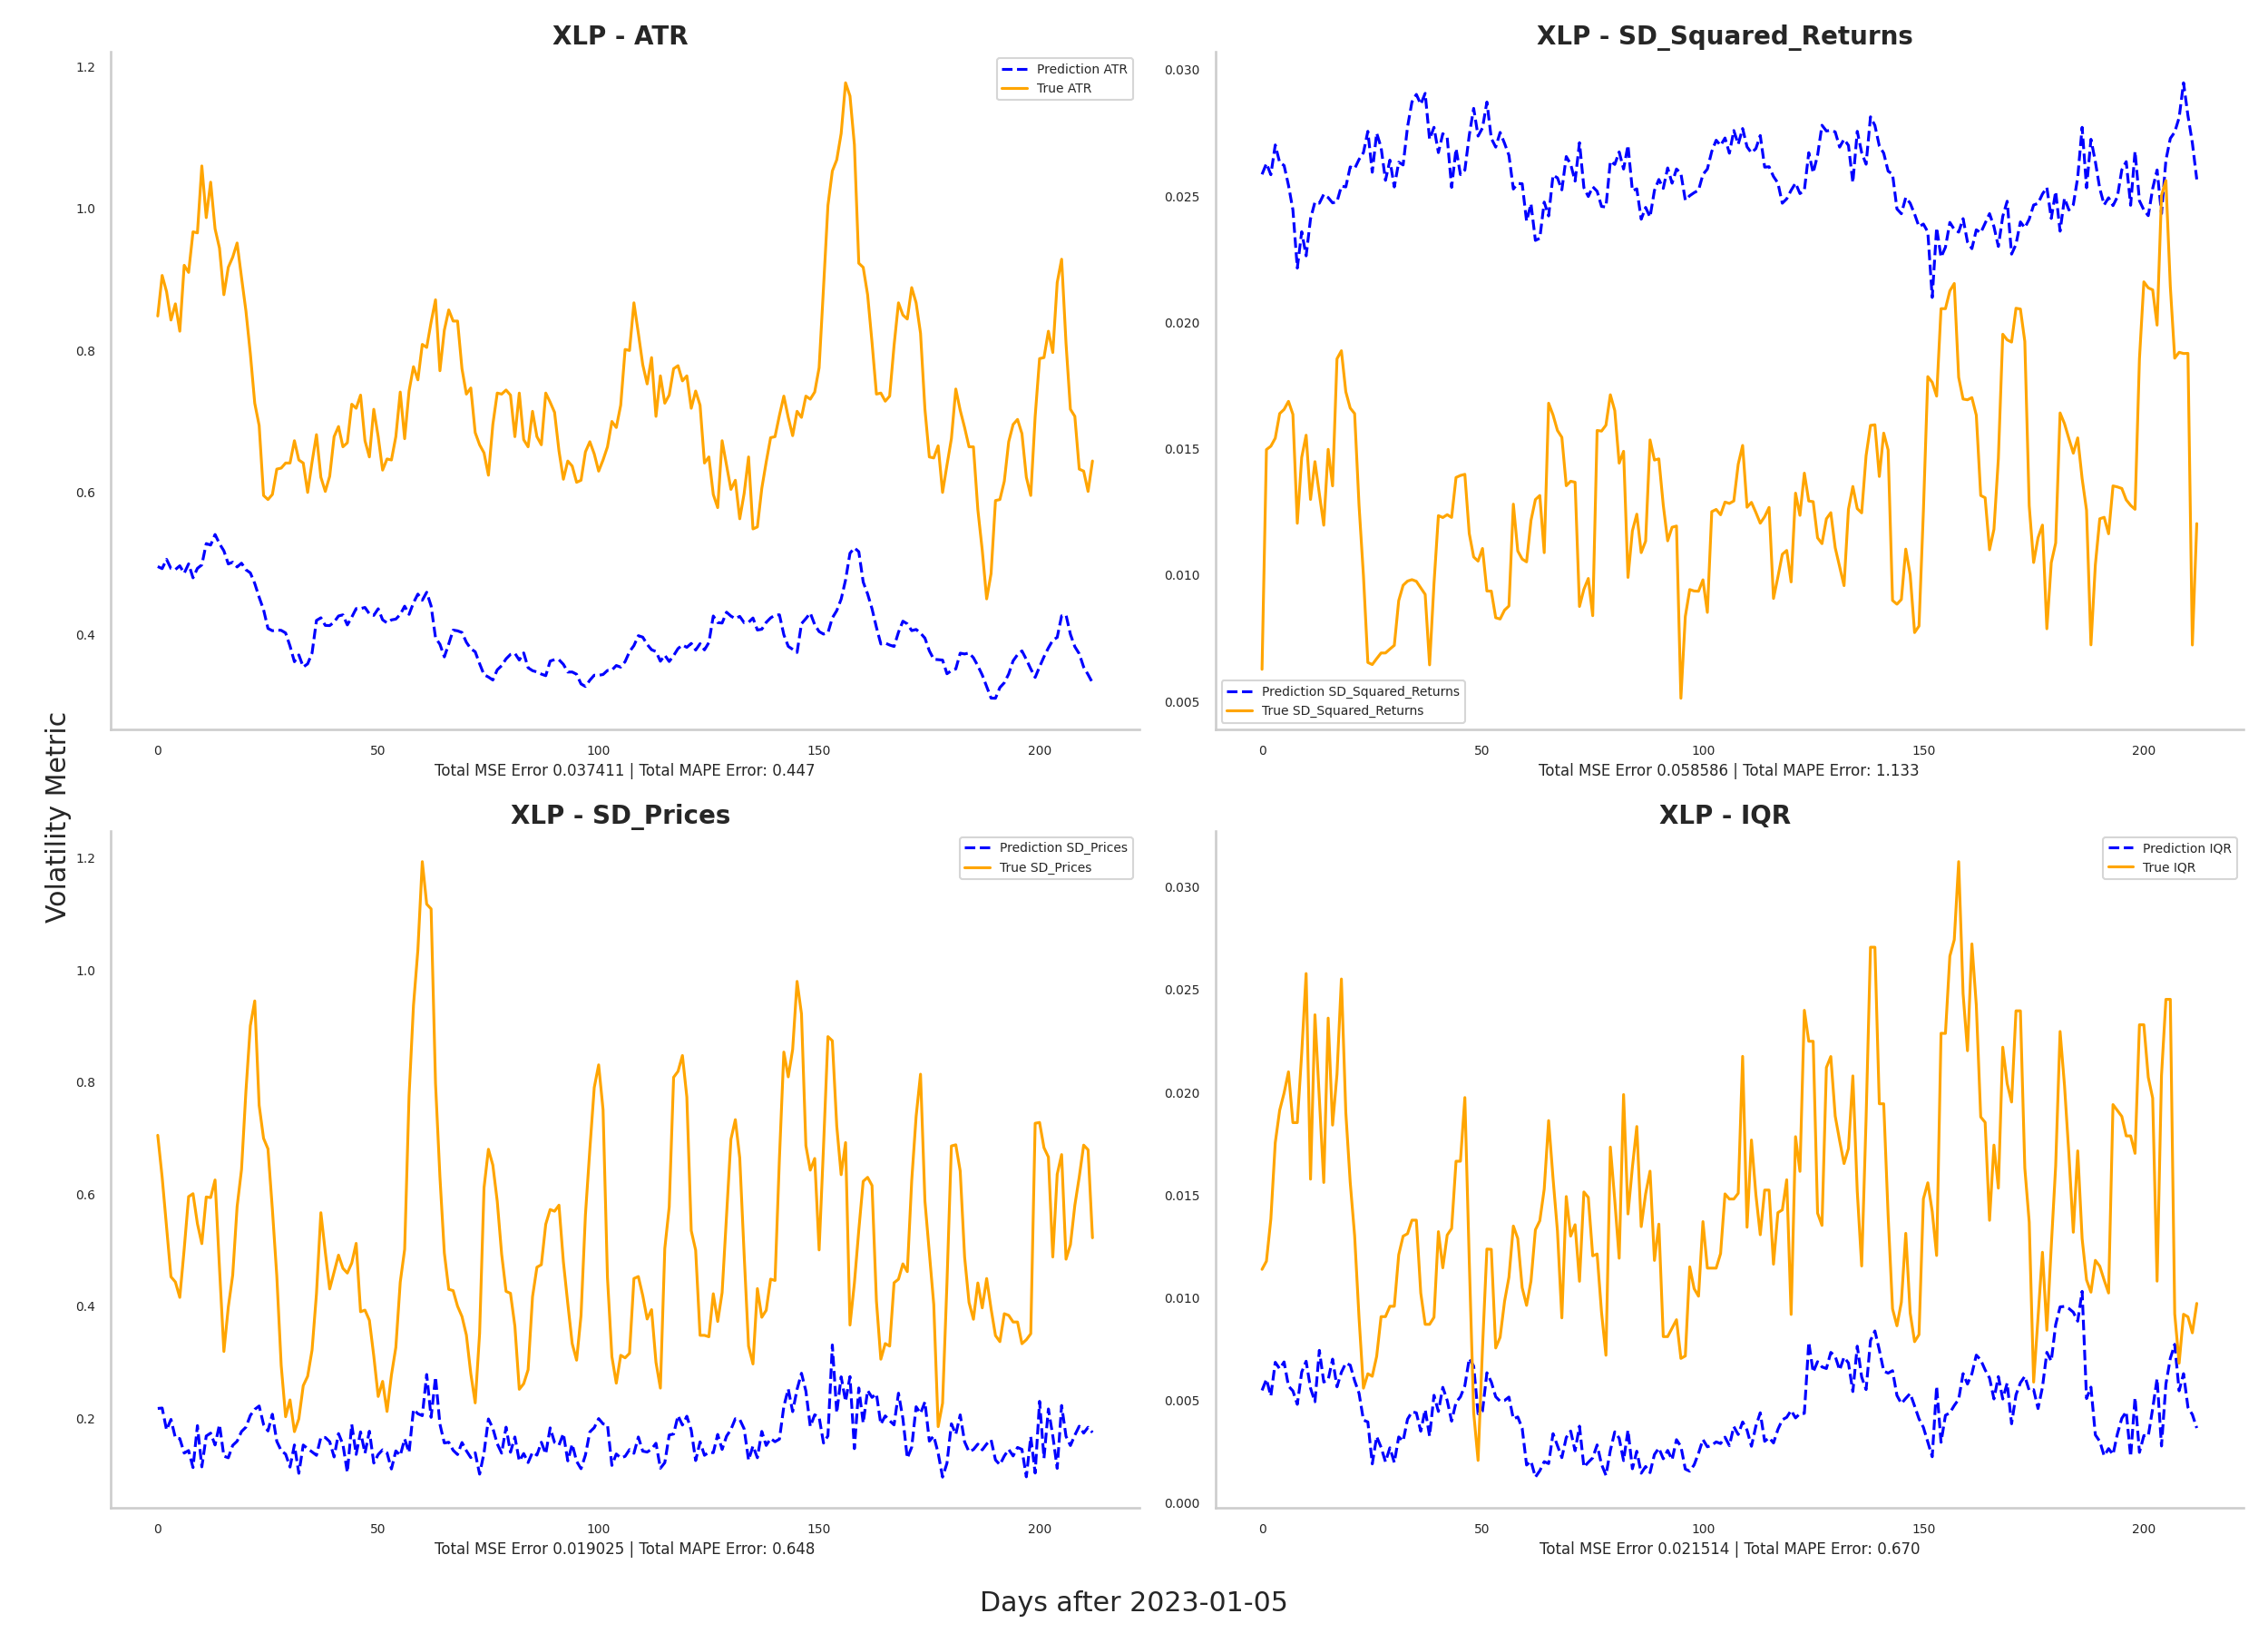 XLP - ATR
1.2
1.0
0.8
0.6
0.4
Prediction ATR
True ATR
0
50
100
150
200
Total MSE Error 0.037411 | Total MAPE Error: 0.447
XLP - SD_Squared_Returns
0.030
0.025
0.020
0.015
0.010
0.005
Prediction SD_Squared_Returns
True SD_Squared_Returns
0
50
100
150
200
Total MSE Error 0.058586 | Total MAPE Error: 1.133
Volatility Metric
XLP - SD_Prices
1.2
1.0
0.8
0.6
0.4
0.2
Prediction SD_Prices
True SD_Prices
0
50
100
150
200
Total MSE Error 0.019025 | Total MAPE Error: 0.648
XLP - IQR
0.030
0.025
0.020
0.015
0.010
0.005
0.000
Prediction IQR
True IQR
0
50
100
150
200
Total MSE Error 0.021514 | Total MAPE Error: 0.670
Days after 2023-01-05